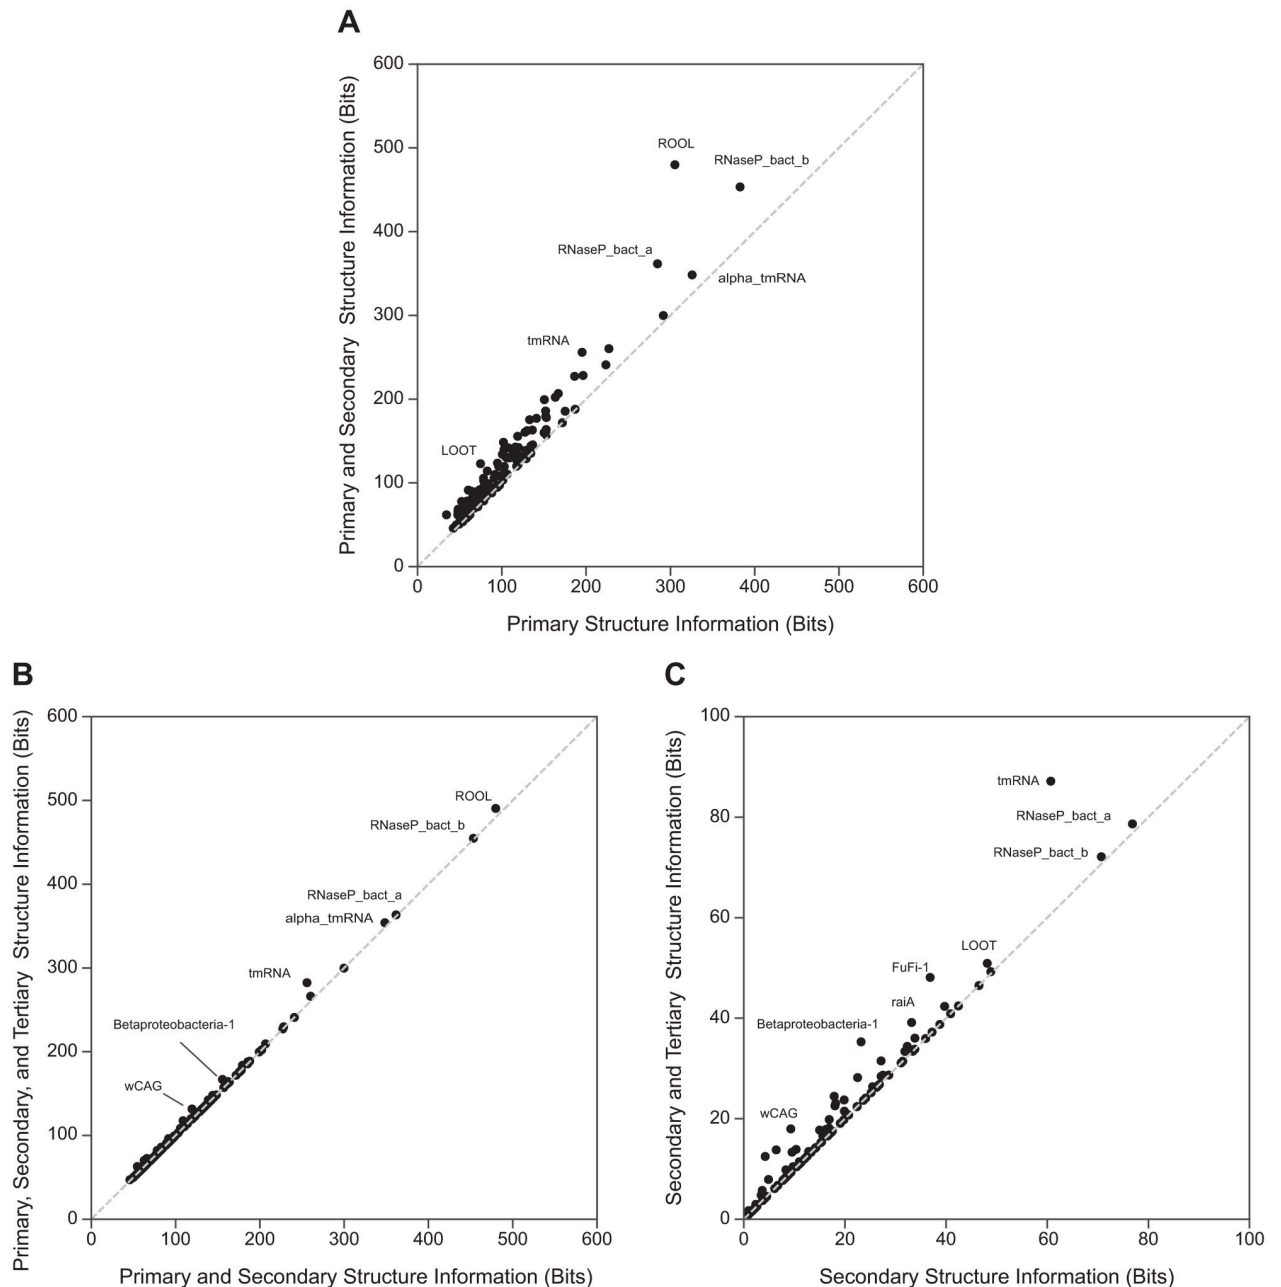 A
Primary and Secondary Structure Information (Bits)
600
500
400
300
200
100
0
ROOL
RNaseP_bact_b
RNaseP_bact_a
alpha_tmRNA
tmRNA
LOOT
0 100 200 300 400 500 600
Primary Structure Information (Bits)
B
Primary, Secondary, and Tertiary Structure Information (Bits)
600
500
400
300
200
100
0
ROOL
RNaseP_bact_b
RNaseP_bact_a
alpha_tmRNA
tmRNA
Betaproteobacteria-1
wCAG
0 100 200 300 400 500 600
Primary and Secondary Structure Information (Bits)
C
Secondary and Tertiary Structure Information (Bits)
100
80
60
40
20
0
tmRNA
RNaseP_bact_a
RNaseP_bact_b
LOOT
FuFi-1
raiA
Betaproteobacteria-1
wCAG
0 20 40 60 80 100
Secondary Structure Information (Bits)